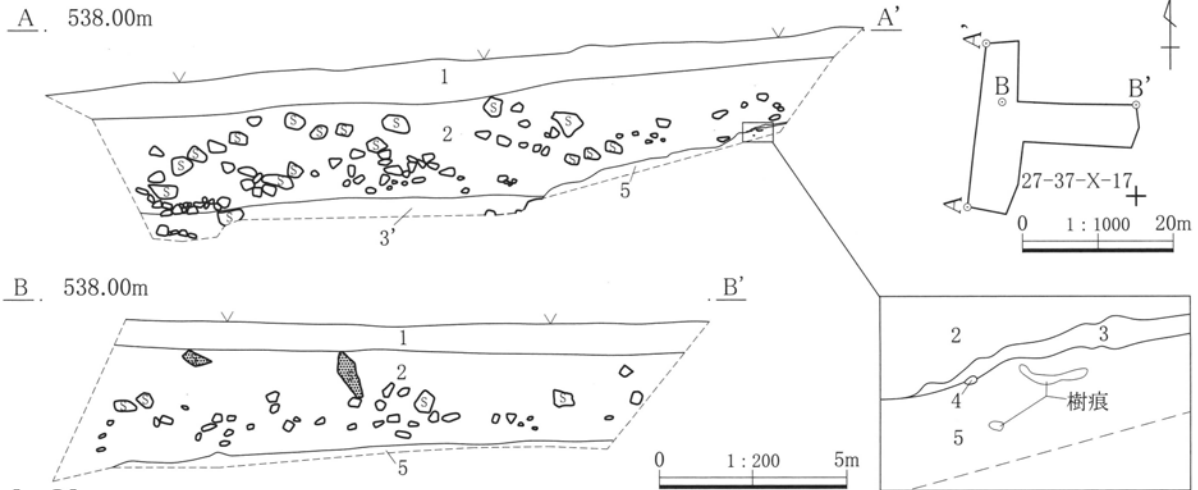 A. 538.00m
A'
1
2
S S S S S S S S S S S S S S S S
3'
5
A'
B
B'
27-37-X-17
A
0 1:1000 20m
B. 538.00m
. B'
1
2
S S S S
5
0 1:200 5m
2
3
4
樹痕
5